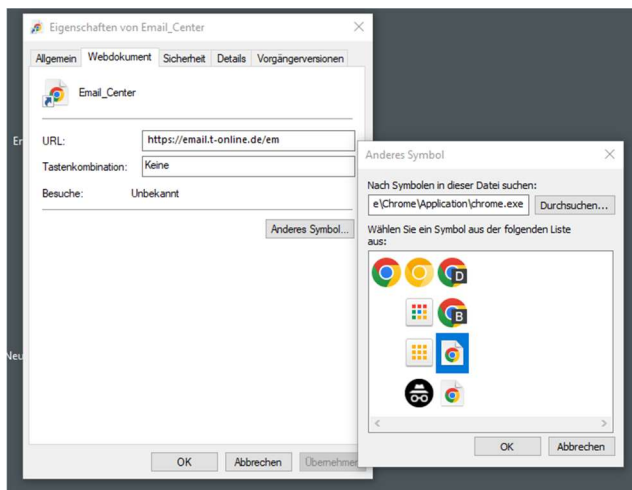 Eigenschaften von Email_Center
Allgemein Webdokument Sicherheit Details Vorgängerversionen
Email_Center
URL: https://email.t-online.de/em
Tastenkombination: Keine
Besuche: Unbekannt
Anderes Symbol...
OK Abbrechen Übernehmen
Er
Neu
Anderes Symbol
Nach Symbolen in dieser Datei suchen:
e\Chrome\Application\chrome.exe Durchsuchen...
Wählen Sie ein Symbol aus der folgenden Liste
aus:
D
B
OK Abbrechen